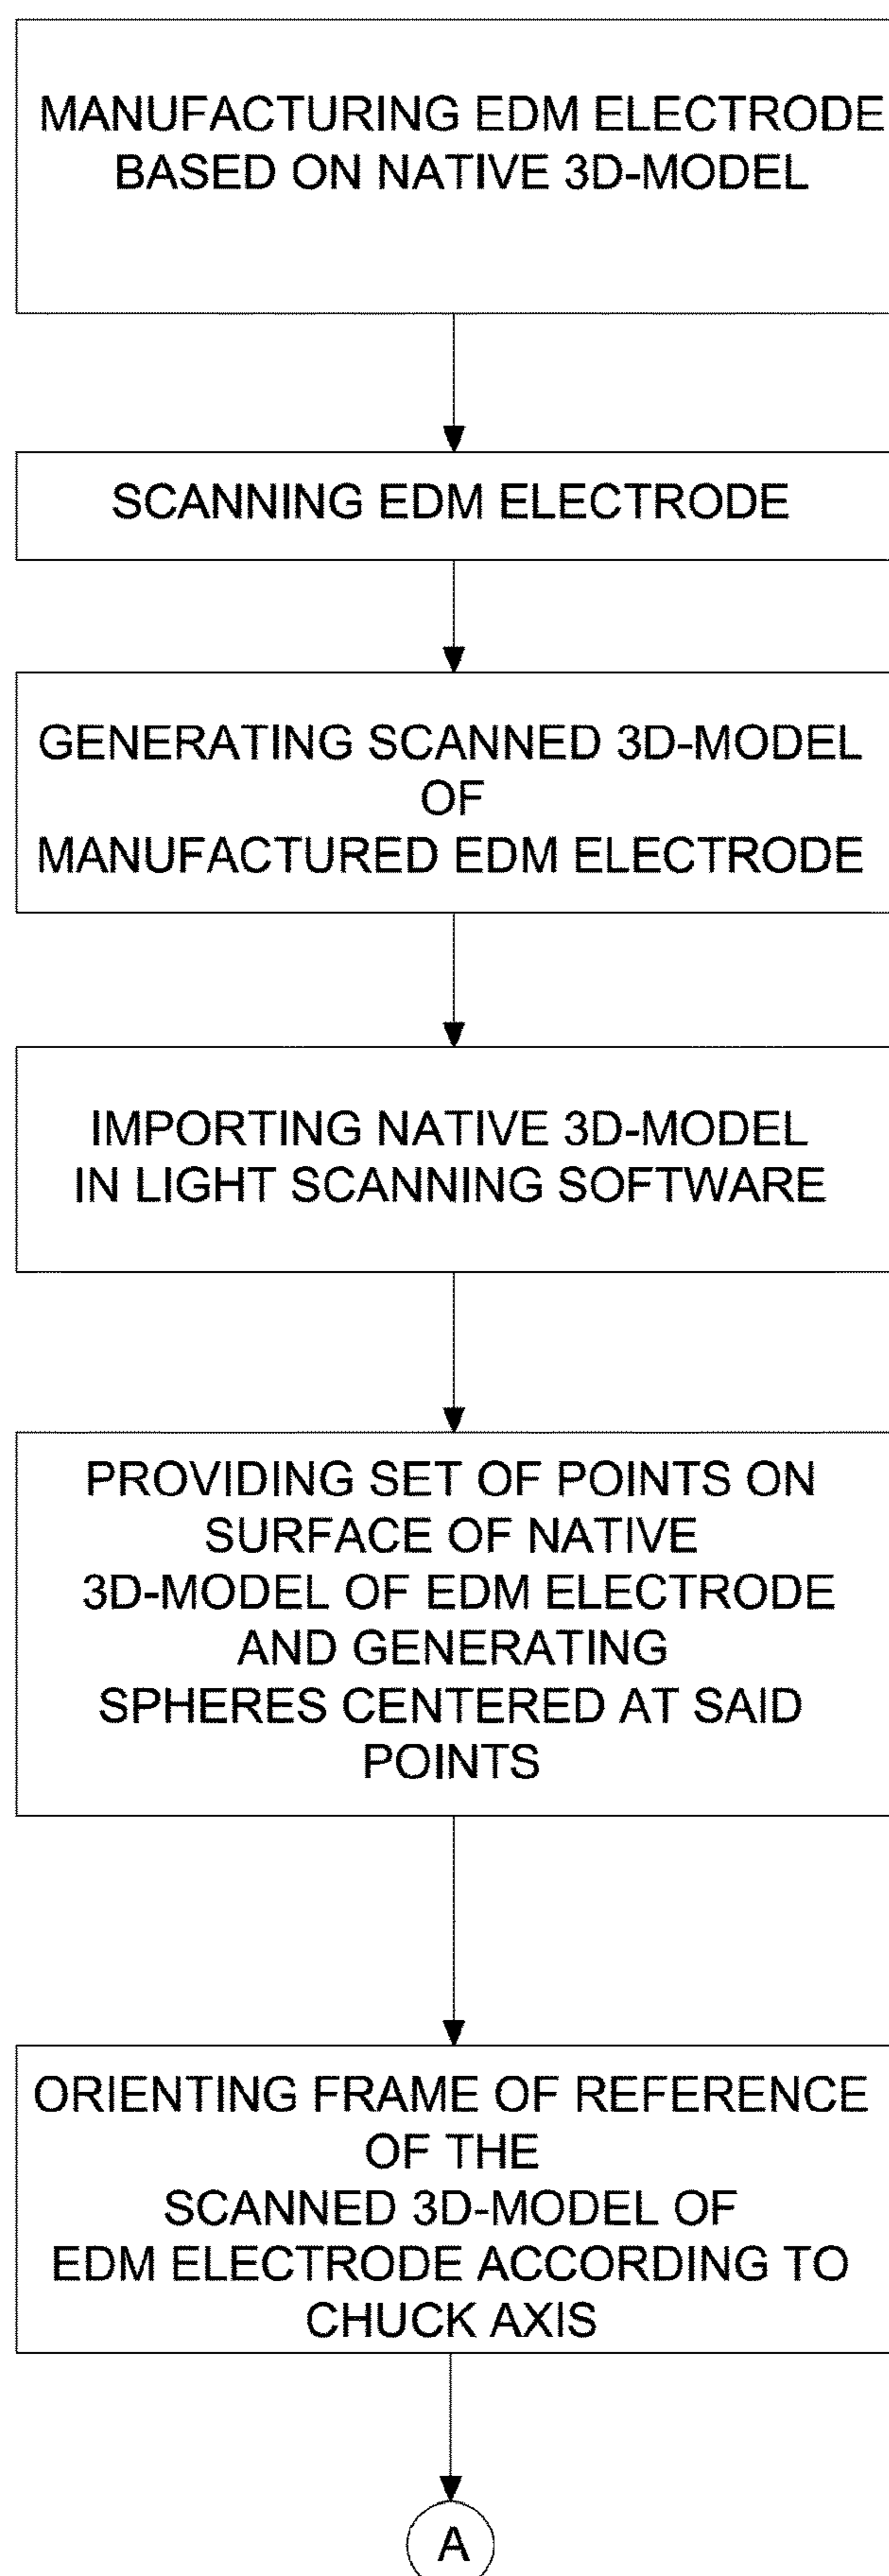 MANUFACTURING EDM ELECTRODE
BASED ON NATIVE 3D-MODEL
SCANNING EDM ELECTRODE
GENERATING SCANNED 3D-MODEL
OF
MANUFACTURED EDM ELECTRODE
IMPORTING NATIVE 3D-MODEL
IN LIGHT SCANNING SOFTWARE
PROVIDING SET OF POINTS ON
SURFACE OF NATIVE
3D-MODEL OF EDM ELECTRODE
AND GENERATING
SPHERES CENTERED AT SAID
POINTS
ORIENTING FRAME OF REFERENCE
OF THE
SCANNED 3D-MODEL OF
EDM ELECTRODE ACCORDING TO
CHUCK AXIS
A